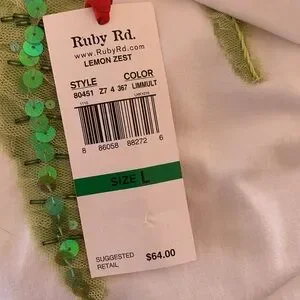 Ruby Rd.
www.RubyRd.com
LEMON ZEST
STYLE COLOR
80451 Z7 4 367 LIMMULT
8 86058 88272 6
SIZE L
SUGGESTED
RETAIL $64.00